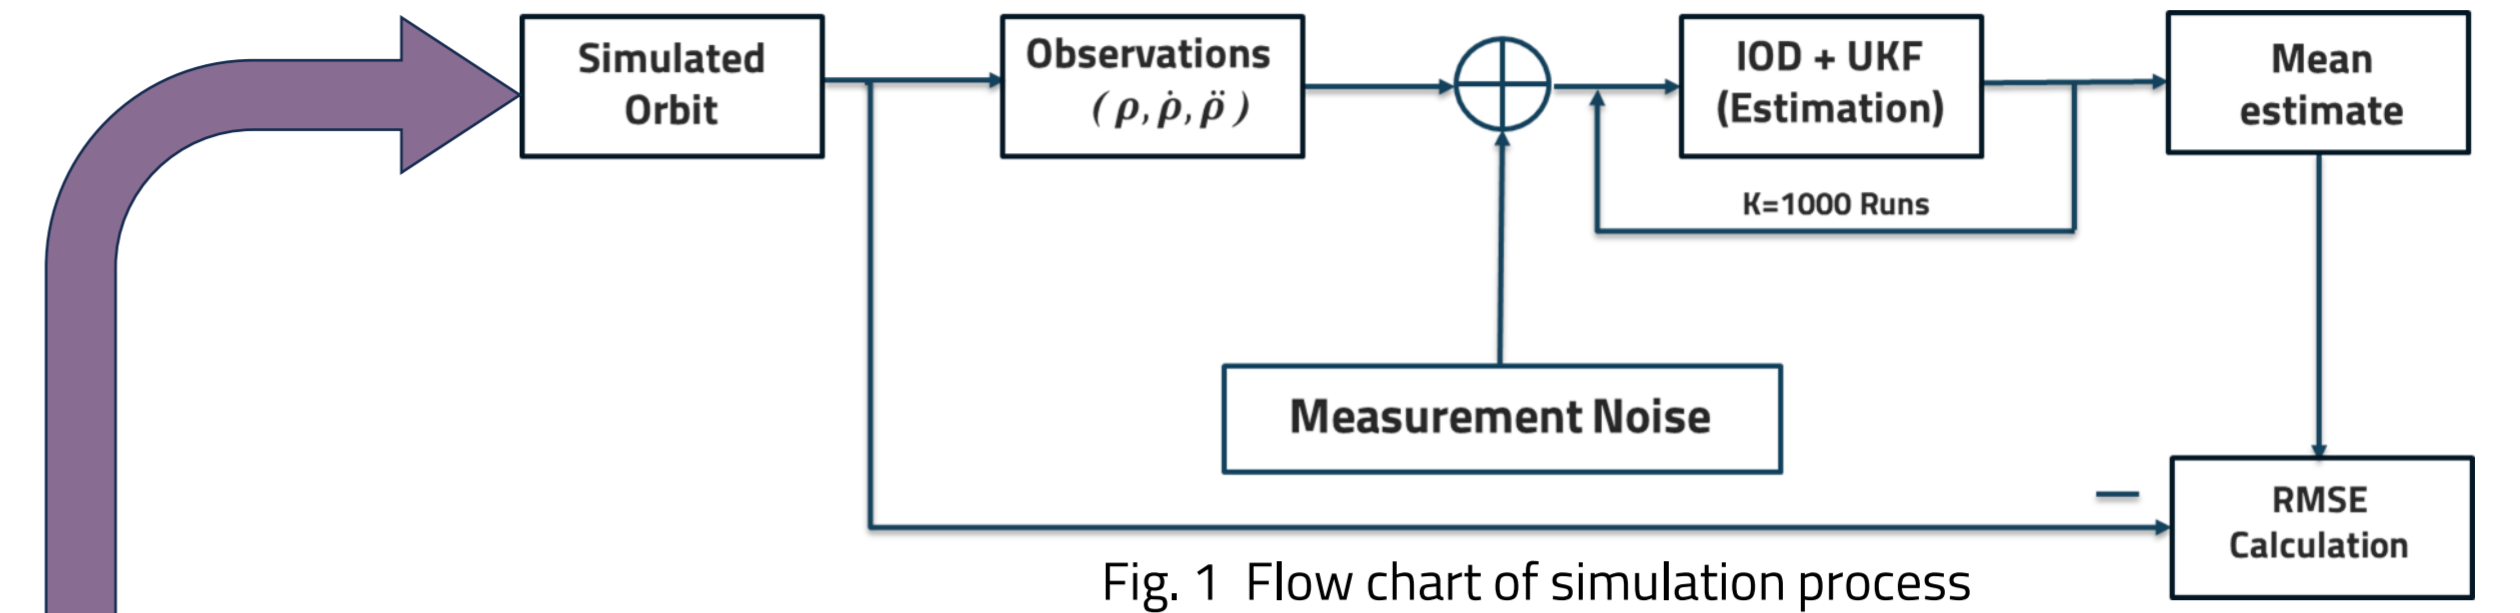 Simulated
Orbit
Observations
( ρ, ρ̇, ρ̈ )
IOD + UKF
(Estimation)
Mean
estimate
K=1000 Runs
Measurement Noise
—
RMSE
Calculation
Fig. 1 Flow chart of simulation process